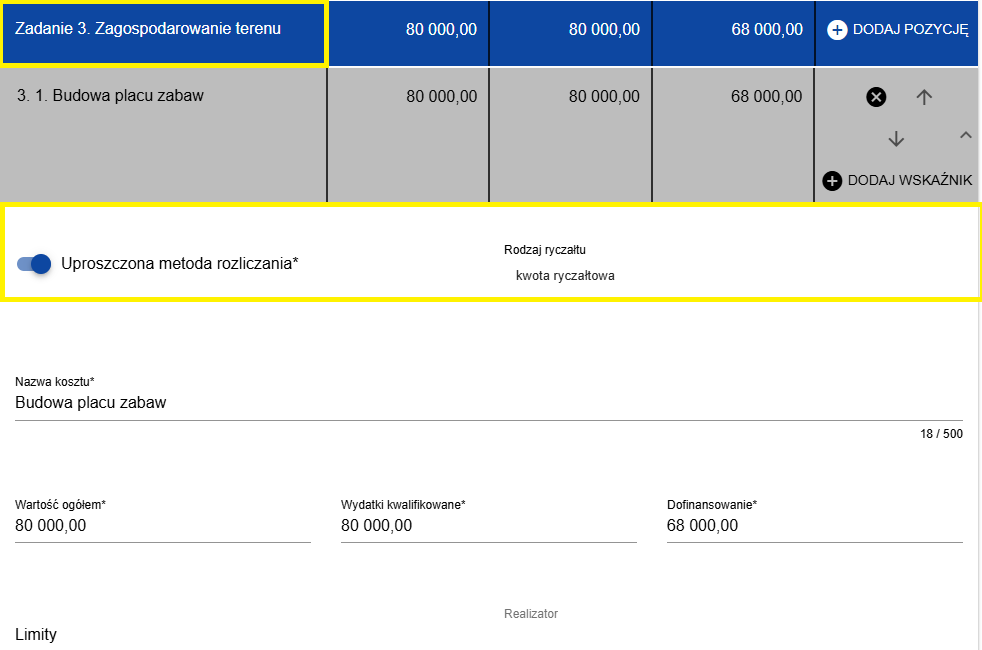 Zadanie 3. Zagospodarowanie terenu 80 000,00 80 000,00 68 000,00 DODAJ POZYCJĘ
3. 1. Budowa placu zabaw 80 000,00 80 000,00 68 000,00
DODAJ WSKAŹNIK
Rodzaj ryczałtu
Uproszczona metoda rozliczania*
kwota ryczałtowa
Nazwa kosztu*
Budowa placu zabaw
18 / 500
Wartość ogółem* Wydatki kwalifikowane* Dofinansowanie*
80 000,00 80 000,00 68 000,00
Realizator
Limity